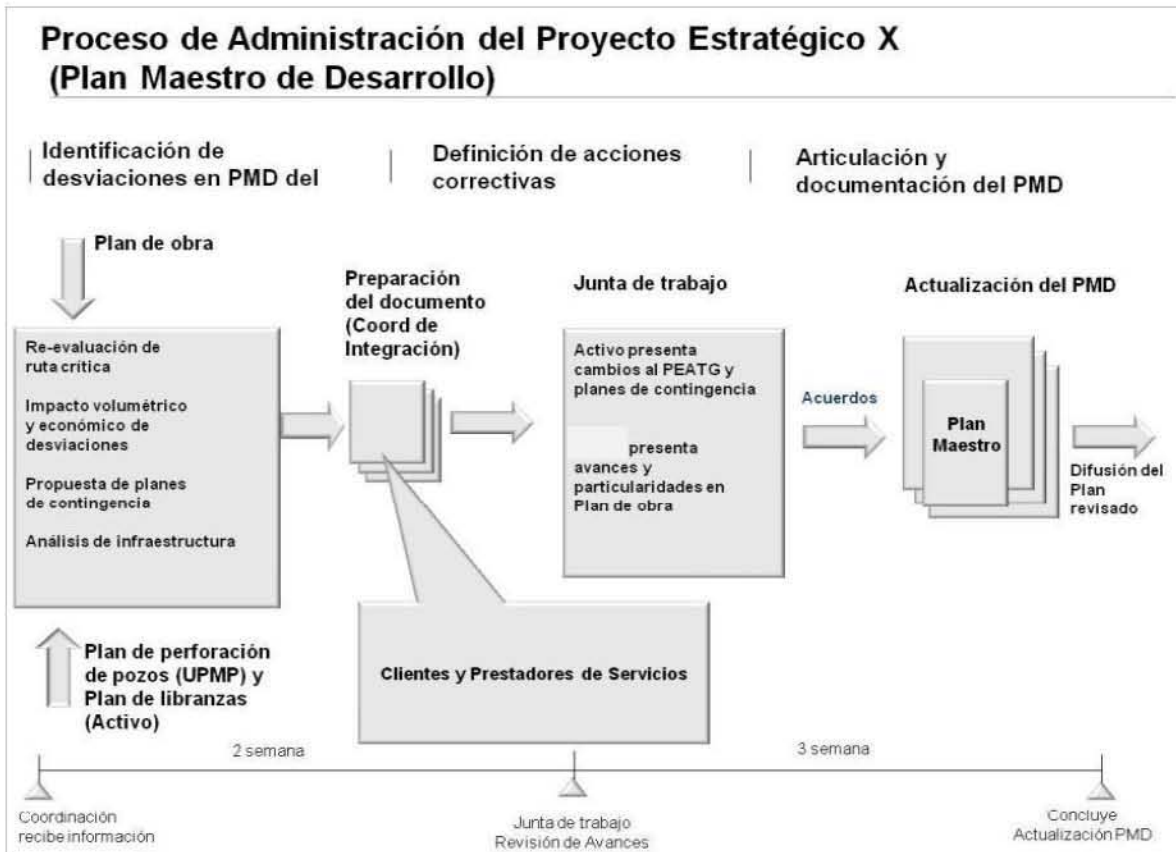 Proceso de Administración del Proyecto Estratégico X
(Plan Maestro de Desarrollo)
Identificación de
desviaciones en PMD del
Definición de acciones
correctivas
Articulación y
documentación del PMD
Plan de obra
Re-evaluación de
ruta crítica
Impacto volumétrico
y económico de
desviaciones
Propuesta de planes
de contingencia
Análisis de infraestructura
Plan de perforación
de pozos (UPMP) y
Plan de libranzas
(Activo)
Preparación
del documento
(Coord de
Integración)
Clientes y Prestadores de Servicios
Junta de trabajo
Activo presenta
cambios al PEATG y
planes de contingencia
presenta
avances y
particularidades en
Plan de obra
Acuerdos
Actualización del PMD
Plan
Maestro
Difusión del
Plan
revisado
2 semana
3 semana
Coordinación
recibe información
Junta de trabajo
Revisión de Avances
Concluye
Actualización PMD